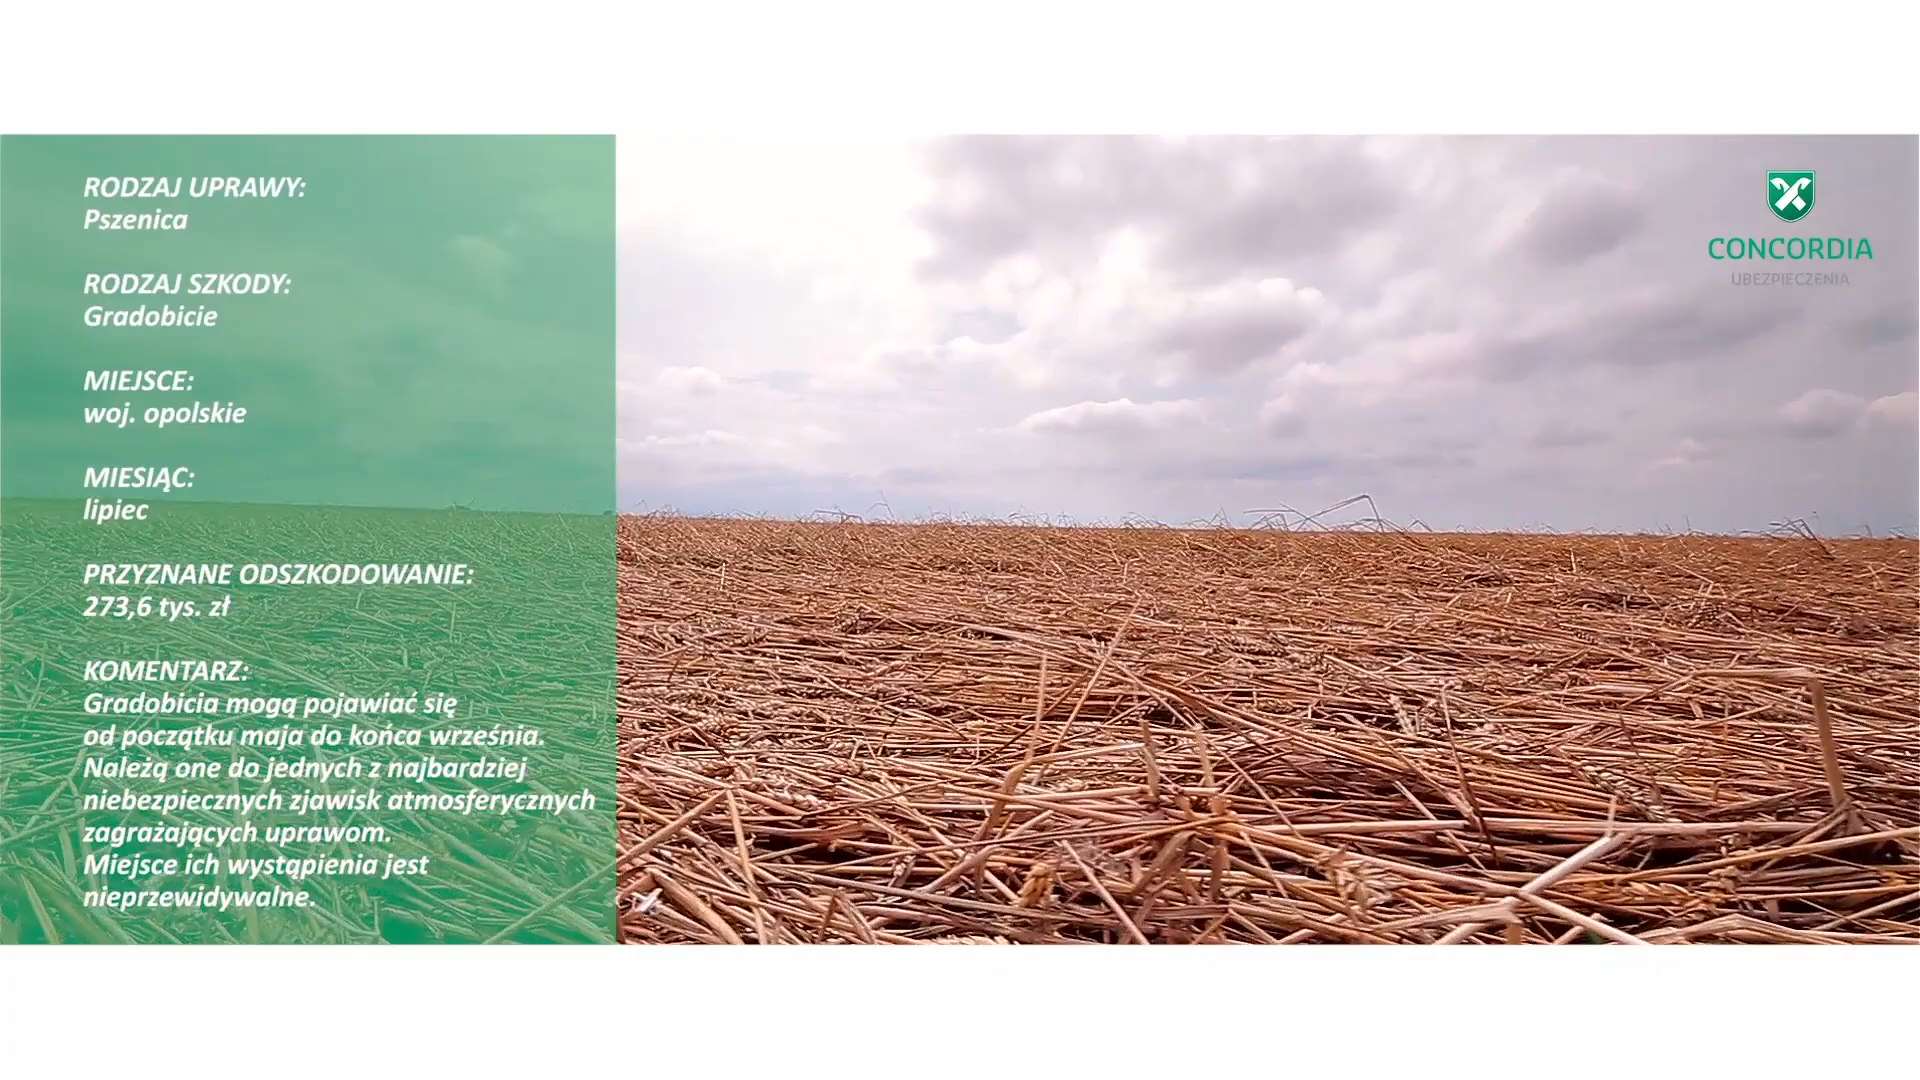 RODZAJ UPRAWY:
Pszenica
RODZAJ SZKODY:
Gradobicie
MIEJSCE:
woj. opolskie
MIESIĄC:
lipiec
PRZYZNANE ODSZKODOWANIE:
273,6 tys. zł
KOMENTARZ:
Gradobicia mogą pojawiać się
od początku maja do końca września.
Należą one do jednych z najbardziej
niebezpiecznych zjawisk atmosferycznych
zagrażających uprawom.
Miejsce ich wystąpienia jest
nieprzewidywalne.
CONCORDIA
UBEZPIECZENIA